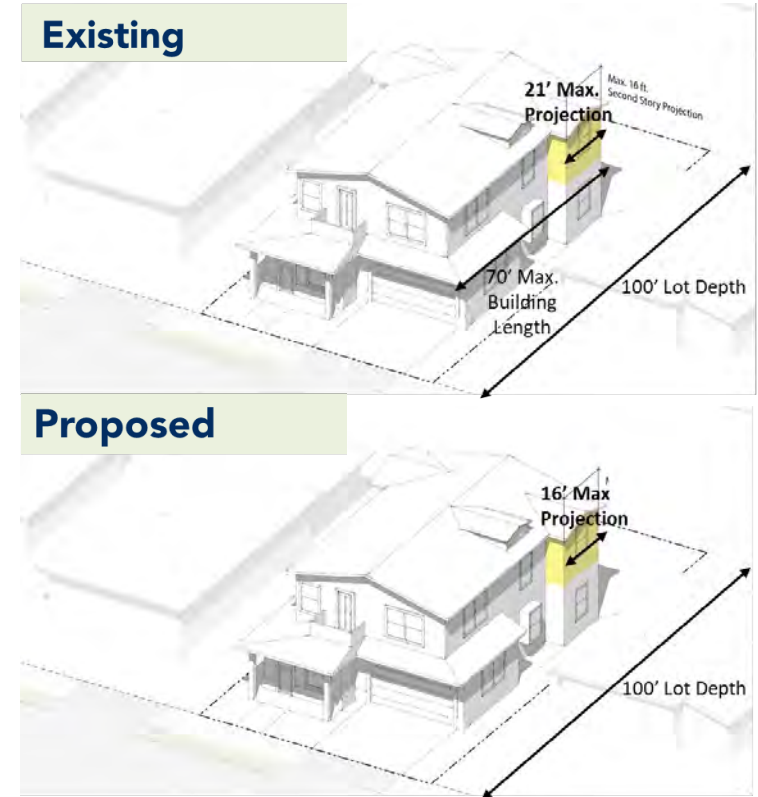 Existing
21' Max.
Projection
Max. 16 ft.
Second Story Projection
70' Max.
Building
Length
100' Lot Depth
Proposed
16' Max
Projection
100' Lot Depth